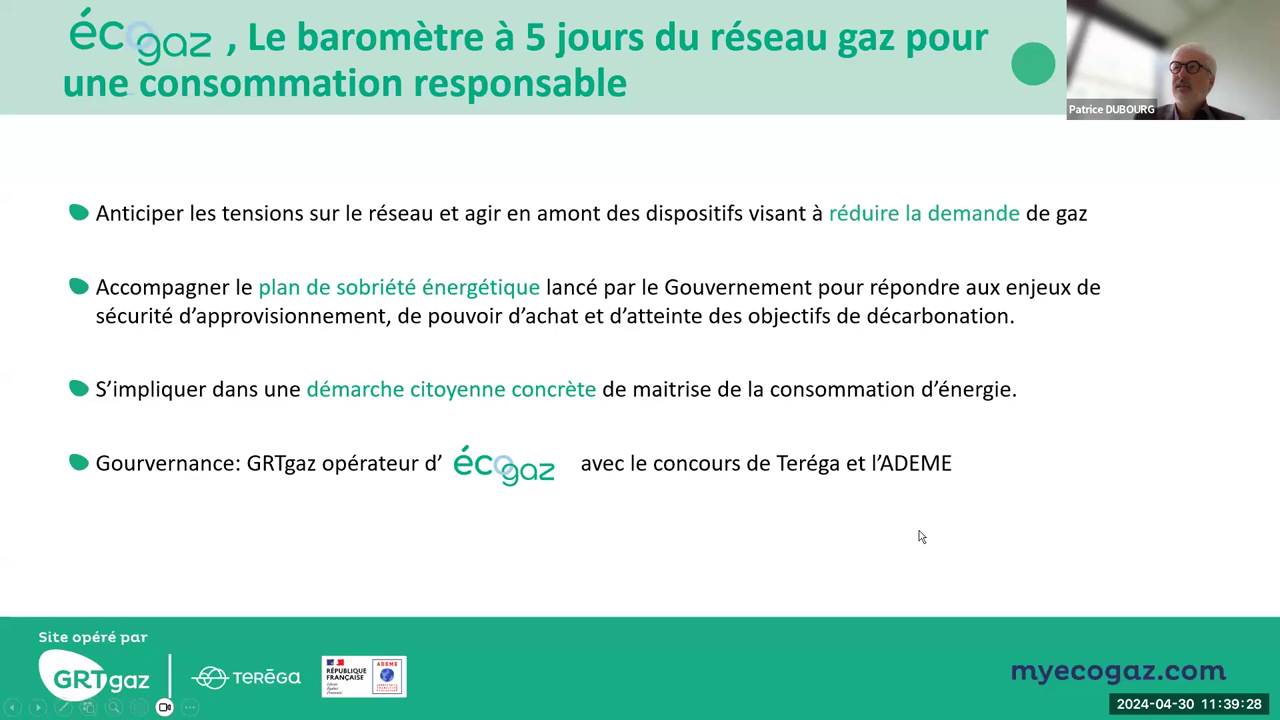 écogaz , Le baromètre à 5 jours du réseau gaz pour
une consommation responsable
Patrice DUBOURG
Anticiper les tensions sur le réseau et agir en amont des dispositifs visant à réduire la demande de gaz
Accompagner le plan de sobriété énergétique lancé par le Gouvernement pour répondre aux enjeux de
sécurité d’approvisionnement, de pouvoir d’achat et d’atteinte des objectifs de décarbonation.
S’impliquer dans une démarche citoyenne concrète de maitrise de la consommation d’énergie.
Gourvernance: GRTgaz opérateur d’ écogaz avec le concours de Teréga et l’ADEME
Site opéré par
GRTgaz
TERĒGA
RÉPUBLIQUE
FRANÇAISE
ADEME
myecogaz.com
2024-04-30 11:39:28